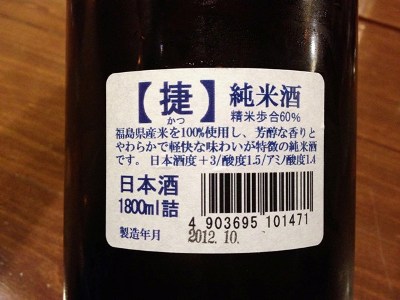 【捷】純米酒
かつ 精米歩合60%
福島県産米を100%使用し、芳醇な香りと
やわらかで軽快な味わいが特徴の純米酒
です。日本酒度+3/酸度1.5/アミノ酸度1.4
日本酒
1800ml詰
4 903695 101471
製造年月 2012.10.